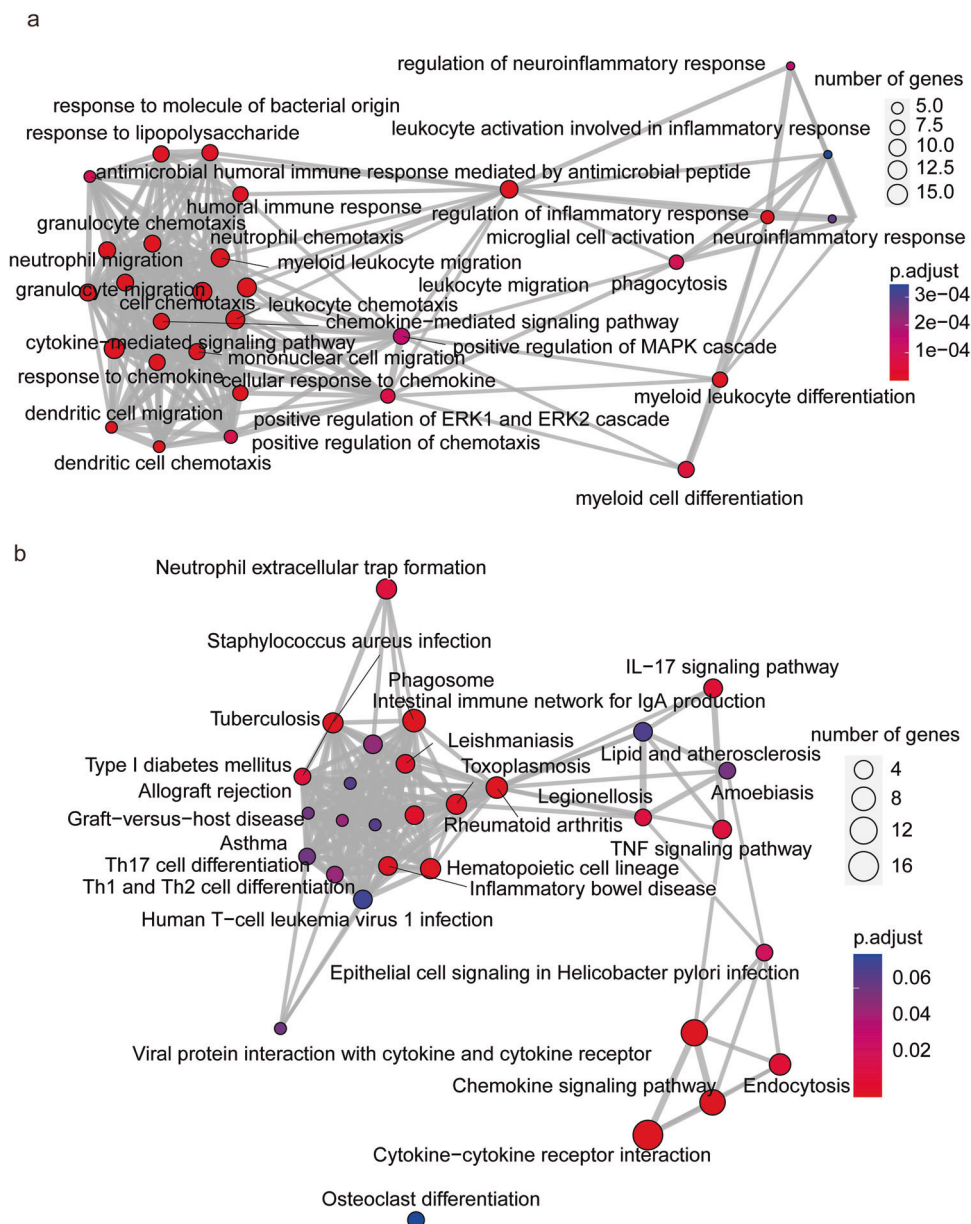 a
regulation of neuroinflammatory response
number of genes
5.0
7.5
10.0
12.5
15.0
response to molecule of bacterial origin
leukocyte activation involved in inflammatory response
response to lipopolysaccharide
antimicrobial humoral immune response mediated by antimicrobial peptide
humoral immune response
regulation of inflammatory response
granulocyte chemotaxis
neutrophil chemotaxis
microglial cell activation
neuroinflammatory response
neutrophil migration
myeloid leukocyte migration
leukocyte migration
phagocytosis
p.adjust
3e−04
2e−04
1e−04
granulocyte migration
cell chemotaxis
leukocyte chemotaxis
chemokine−mediated signaling pathway
cytokine−mediated signaling pathway
positive regulation of MAPK cascade
mononuclear cell migration
response to chemokine
cellular response to chemokine
myeloid leukocyte differentiation
dendritic cell migration
positive regulation of ERK1 and ERK2 cascade
positive regulation of chemotaxis
dendritic cell chemotaxis
myeloid cell differentiation
b
Neutrophil extracellular trap formation
Staphylococcus aureus infection
IL−17 signaling pathway
Phagosome
Intestinal immune network for IgA production
Tuberculosis
number of genes
4
8
12
16
Leishmaniasis
Lipid and atherosclerosis
Type I diabetes mellitus
Toxoplasmosis
Allograft rejection
Legionellosis
Amoebiasis
Graft−versus−host disease
Rheumatoid arthritis
Asthma
TNF signaling pathway
Th17 cell differentiation
Hematopoietic cell lineage
Th1 and Th2 cell differentiation
Inflammatory bowel disease
Human T−cell leukemia virus 1 infection
p.adjust
0.06
0.04
0.02
Epithelial cell signaling in Helicobacter pylori infection
Viral protein interaction with cytokine and cytokine receptor
Chemokine signaling pathway
Endocytosis
Cytokine−cytokine receptor interaction
Osteoclast differentiation